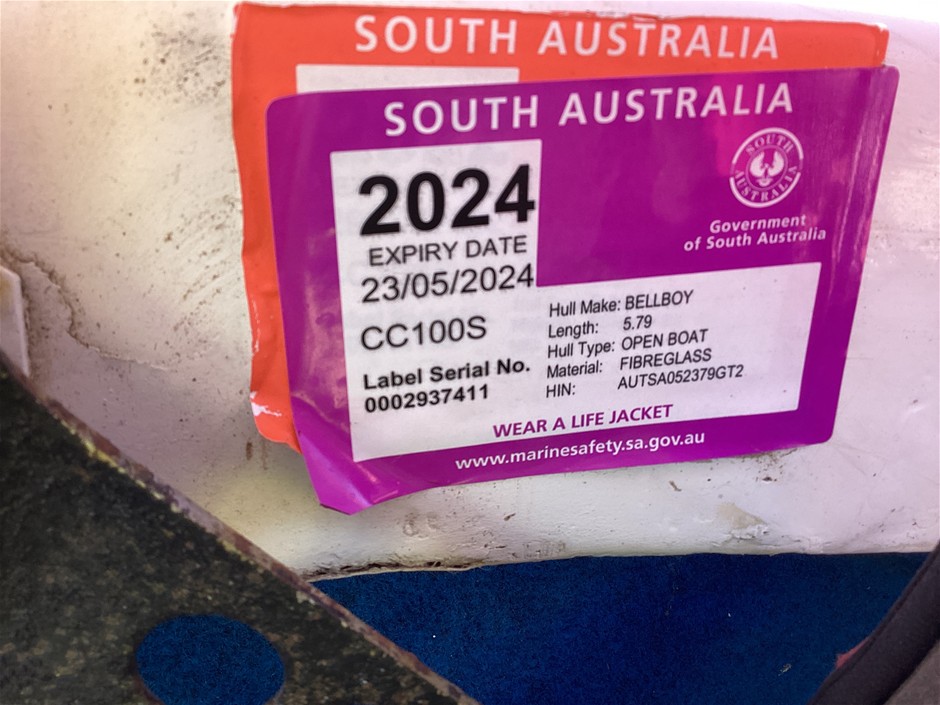 SOUTH AUSTRALIA
SOUTH AUSTRALIA
SOUTH AUSTRALIA
Government
of South Australia
2024
EXPIRY DATE
23/05/2024
CC100S
Label Serial No.
0002937411
Hull Make: BELLBOY
Length: 5.79
Hull Type: OPEN BOAT
Material: FIBREGLASS
HIN: AUTSA052379GT2
WEAR A LIFE JACKET
www.marinesafety.sa.gov.au